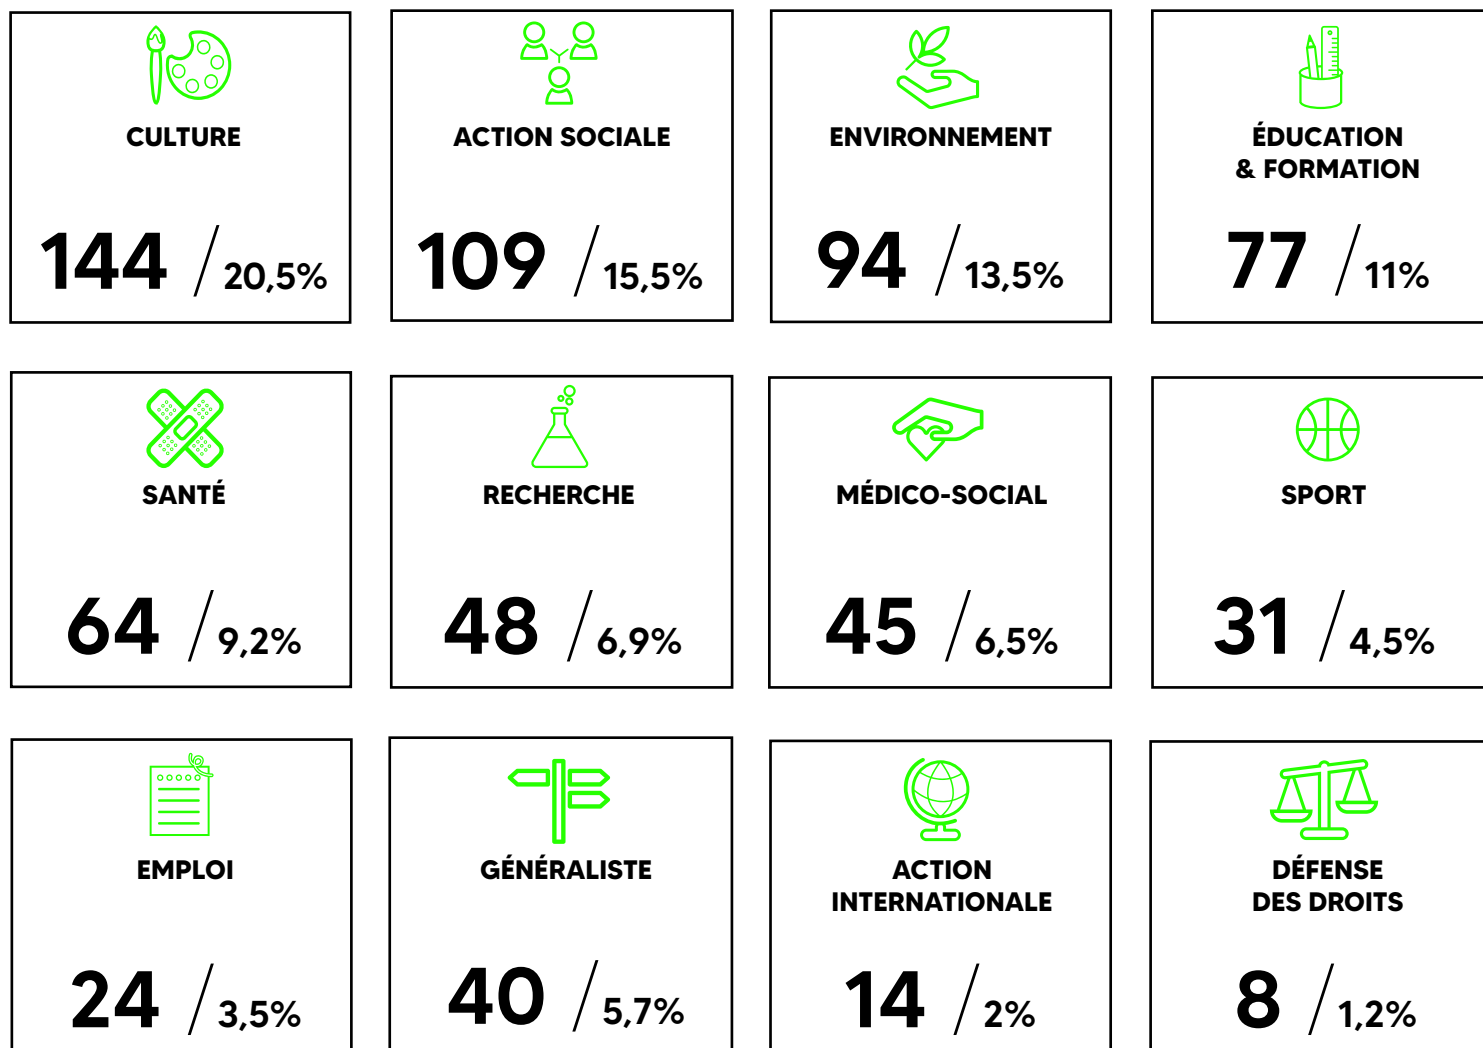 CULTURE
144 / 20,5%
ACTION SOCIALE
109 / 15,5%
ENVIRONNEMENT
94 / 13,5%
ÉDUCATION
& FORMATION
77 / 11%
SANTÉ
64 / 9,2%
RECHERCHE
48 / 6,9%
MÉDICO-SOCIAL
45 / 6,5%
SPORT
31 / 4,5%
EMPLOI
24 / 3,5%
GÉNÉRALISTE
40 / 5,7%
ACTION
INTERNATIONALE
14 / 2%
DÉFENSE
DES DROITS
8 / 1,2%